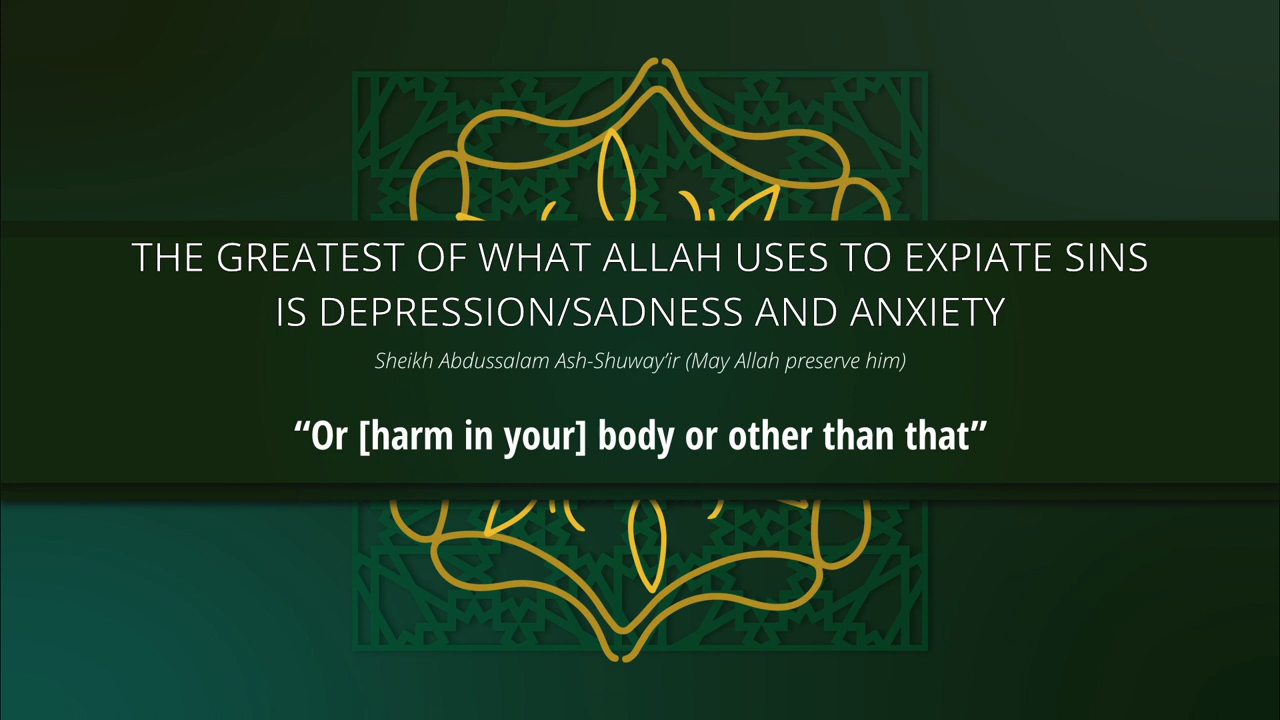 THE GREATEST OF WHAT ALLAH USES TO EXPIATE SINS
IS DEPRESSION/SADNESS AND ANXIETY
Sheikh Abdussalam Ash-Shuway’ir (May Allah preserve him)
“Or [harm in your] body or other than that”